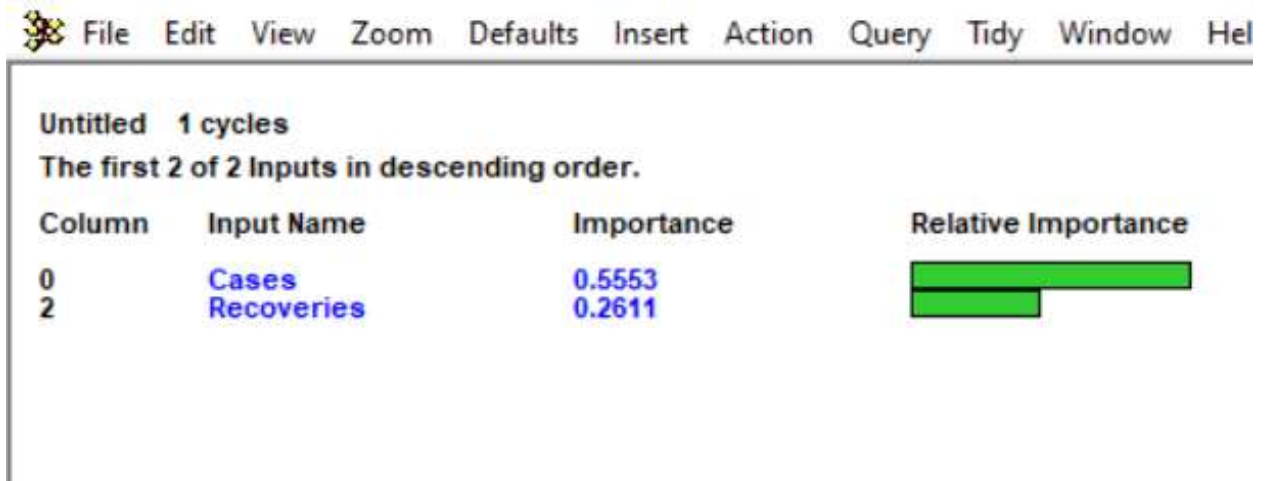 File Edit View Zoom Defaults Insert Action Query Tidy Window Hel
Untitled 1 cycles
The first 2 of 2 Inputs in descending order.
Column Input Name Importance Relative Importance
0 Cases 0.5553
2 Recoveries 0.2611